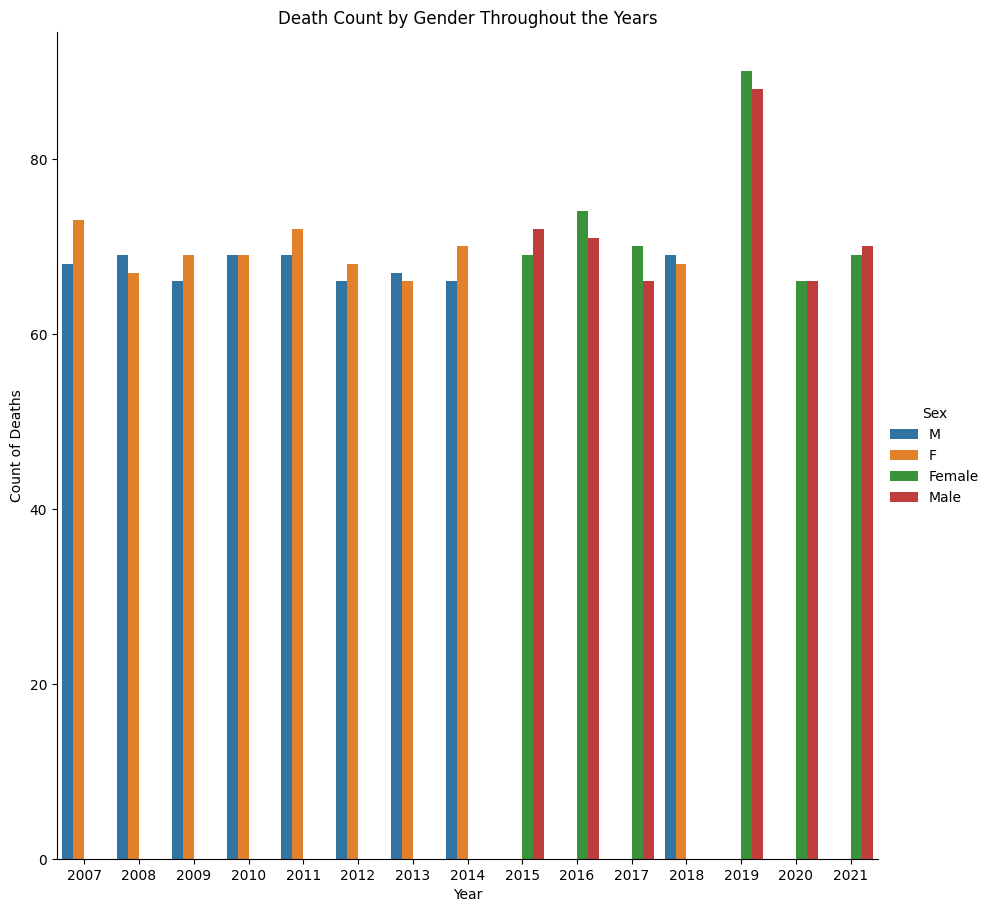 Death Count by Gender Throughout the Years
80
60
40
20
0
Count of Deaths
2007 2008 2009 2010 2011 2012 2013 2014 2015 2016 2017 2018 2019 2020 2021
Year
Sex
M
F
Female
Male